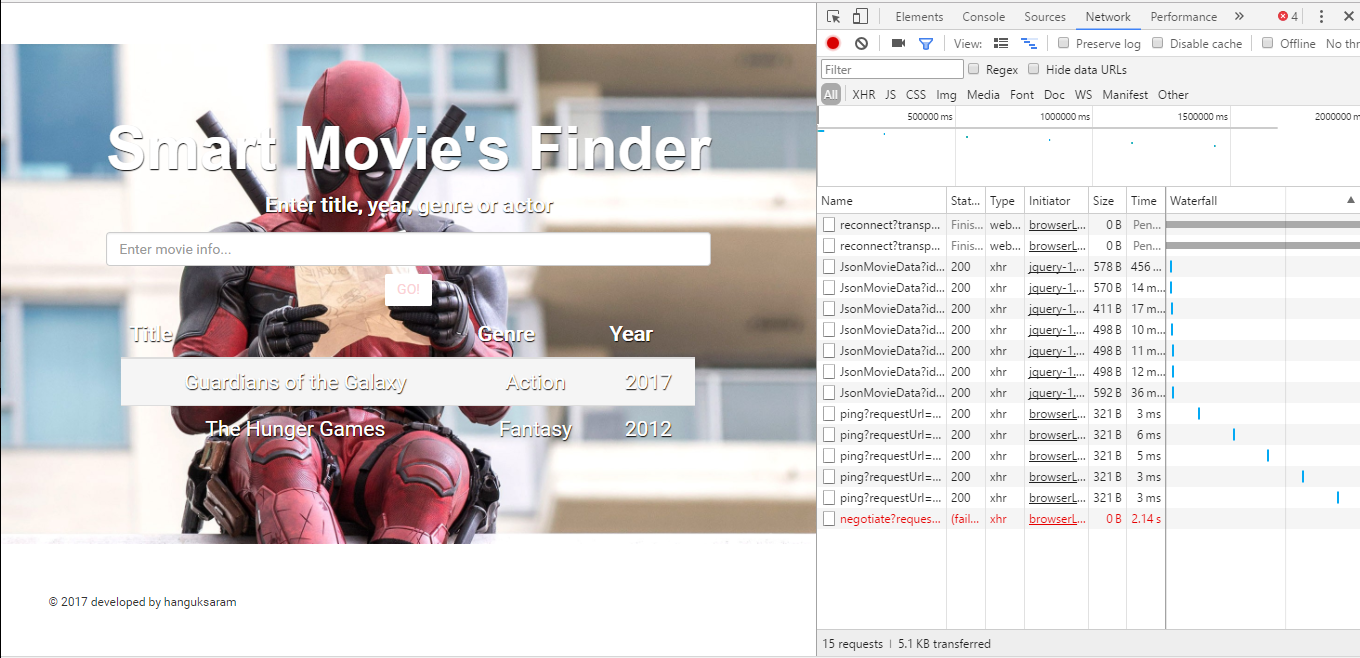 Smart Movie's Finder
Enter title, year, genre or actor
Enter movie info...
GO!
Title Genre Year
Guardians of the Galaxy Action 2017
The Hunger Games Fantasy 2012
© 2017 developed by hanguksaram
Elements Console Sources Network Performance » 4
View: Preserve log Disable cache Offline No thr
Filter Regex Hide data URLs
All XHR JS CSS Img Media Font Doc WS Manifest Other
500000 ms 1000000 ms 1500000 ms 2000000 m
Name Stat... Type Initiator Size Time Waterfall
reconnect?transp... Finis... web... browserL... 0 B Pen...
reconnect?transp... Finis... web... browserL... 0 B Pen...
JsonMovieData?id... 200 xhr jquery-1.... 578 B 456 ...
JsonMovieData?id... 200 xhr jquery-1.... 570 B 14 m...
JsonMovieData?id... 200 xhr jquery-1.... 411 B 17 m...
JsonMovieData?id... 200 xhr jquery-1.... 498 B 10 m...
JsonMovieData?id... 200 xhr jquery-1.... 498 B 11 m...
JsonMovieData?id... 200 xhr jquery-1.... 498 B 12 m...
JsonMovieData?id... 200 xhr jquery-1.... 592 B 36 m...
ping?requestUrl=... 200 xhr browserL... 321 B 3 ms
ping?requestUrl=... 200 xhr browserL... 321 B 6 ms
ping?requestUrl=... 200 xhr browserL... 321 B 5 ms
ping?requestUrl=... 200 xhr browserL... 321 B 3 ms
ping?requestUrl=... 200 xhr browserL... 321 B 3 ms
negotiate?reques... (fail... xhr browserL... 0 B 2.14 s
15 requests | 5.1 KB transferred